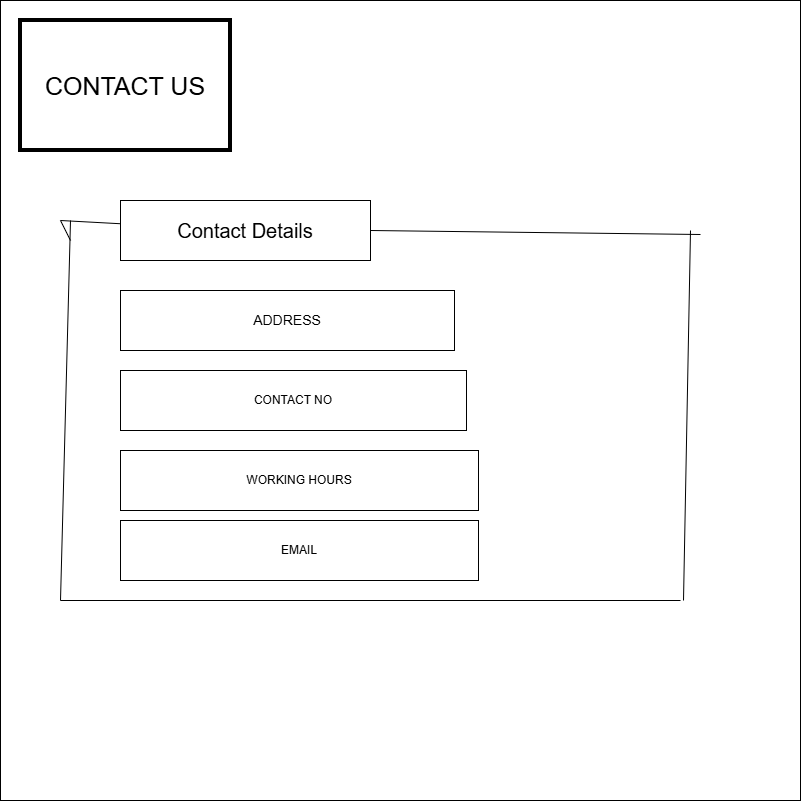 CONTACT US
Contact Details
ADDRESS
CONTACT NO
WORKING HOURS
EMAIL